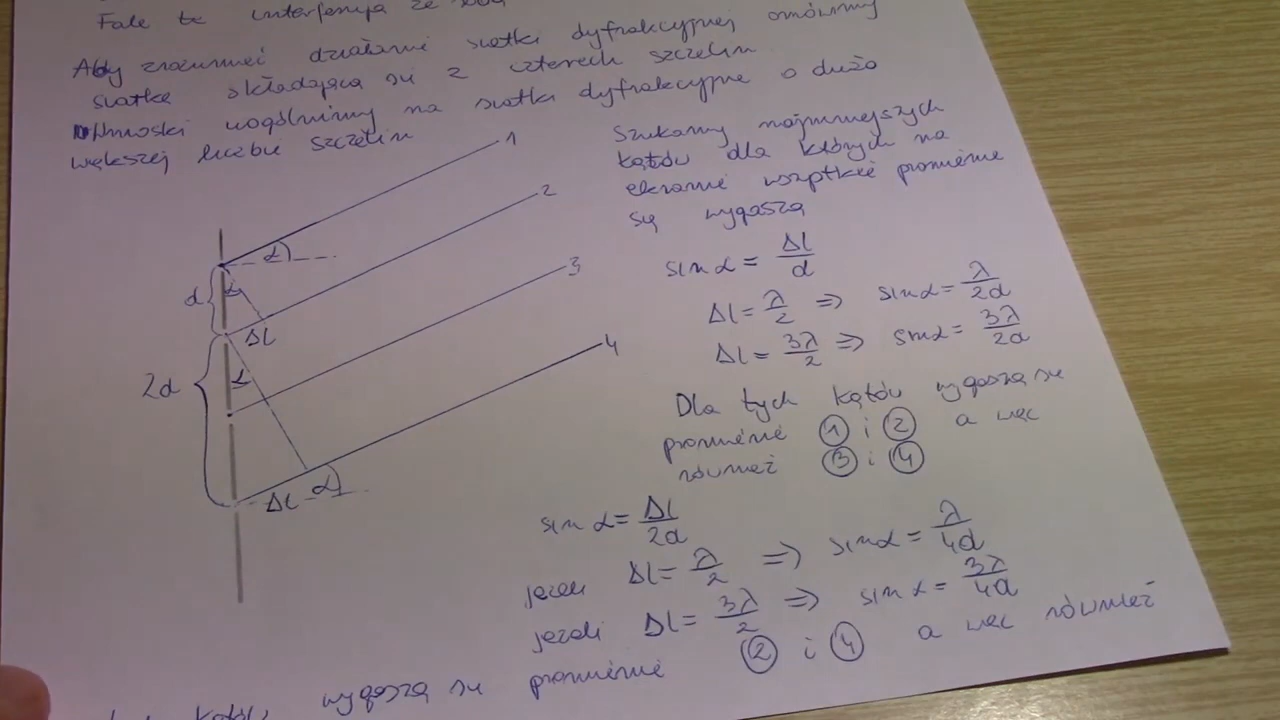 Fale te interferują ze sobą
Aby zrozumieć działanie siatki dyfrakcyjnej omówimy
siatkę składającą się z czterech szczelin
Wnioski uogólnimy na siatki dyfrakcyjne o dużo
większej liczbie szczelin
1
2
3
4
α
d
α
Δl
2d
α
Δl
α
Szukamy najmniejszych
kątów dla których na
ekranie wszystkie promienie
się wygaszą
sin α = Δl/d
Δl = λ/2 => sin α = λ/2d
Δl = 3λ/2 => sin α = 3λ/2d
Dla tych kątów wygaszą się
promienie ① i ② a więc
również ③ i ④
sin α = Δl/2d
jeżeli Δl = λ/2 => sin α = λ/4d
jeżeli Δl = 3λ/2 => sin α = 3λ/4d
kątów wygaszą się promienie ② i ④ a więc również